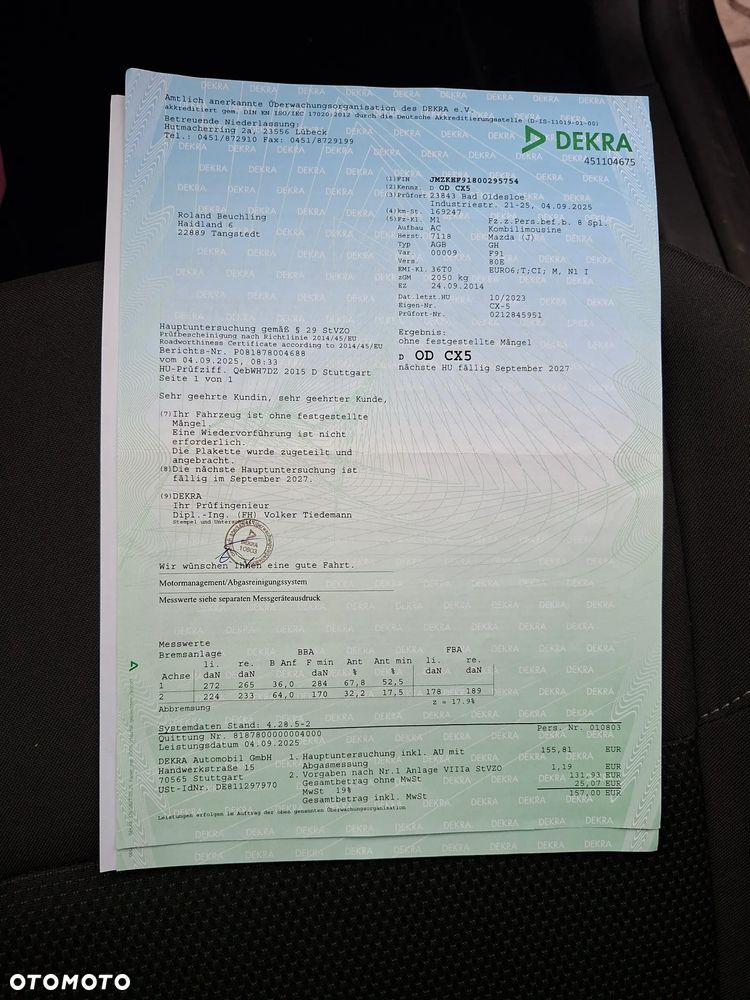 Amtlich anerkannte Überwachungsorganisation des DEKRA e.V.
akkreditiert gem. DIN EN ISO/IEC 17020:2012 durch die Deutsche Akkreditierungsstelle (D-IS-11019-01-00)
Betreuende Niederlassung:
Hutmacherring 2a, 23556 Lübeck
Tel.: 0451/872910 Fax: 0451/8729199
DEKRA
451104675
(1) FIN JMZKEF91800295754
(2) Kennz. D OD CX5
(3) Prüfort 23843 Bad Oldesloe
Industriestr. 21-25, 04.09.2025
(4) km-St. 169247
(5) Fz-Kl. M1 Fz.z.Pers.bef.b. 8 Spl.
Aufbau AC Kombilimousine
Herst. 7118 Mazda (J)
Typ AGB GH
Var. 00009 F91
Vers. 80E
EMI-Kl. 36T0 EURO6;T;CI; M, N1 I
zGM 2050 kg
EZ 24.09.2014
Dat.letzt.HU 10/2023
Eigen-Nr. CX-5
Prüfort-Nr. 0212845951
Roland Beuchling
Haidland 6
22889 Tangstedt
Hauptuntersuchung gemäß § 29 StVZO
Prüfbescheinigung nach Richtlinie 2014/45/EU
Roadworthiness Certificate according to 2014/45/EU
Berichts-Nr. P081878004688
vom 04.09.2025, 08:33
HU-Prüfziff. QebWH7DZ 2015 D Stuttgart
Seite 1 von 1
Ergebnis:
ohne festgestellte Mängel
D OD CX5
nächste HU fällig September 2027
Sehr geehrte Kundin, sehr geehrter Kunde,
(7) Ihr Fahrzeug ist ohne festgestellte
Mängel.
Eine Wiedervorführung ist nicht
erforderlich.
Die Plakette wurde zugeteilt und
angebracht.
(8) Die nächste Hauptuntersuchung ist
fällig im September 2027.
(9) DEKRA
Ihr Prüfingenieur
Dipl.-Ing. (FH) Volker Tiedemann
Stempel und Unterschrift
DEKRA
10803
Wir wünschen Ihnen eine gute Fahrt.
Motormanagement/Abgasreinigungssystem
Messwerte siehe separaten Messgeräteausdruck
Messwerte
Bremsanlage BBA FBA
li. re. B Anf F min Ant Ant min li. re.
Achse daN daN daN % % daN daN
1 272 265 36,0 284 67,8 52,5
2 224 233 64,0 170 32,2 17,5 178 189
Abbremsung z = 17.9%
Systemdaten Stand: 4.28.5-2 Pers. Nr. 010803
Quittung Nr. 8187800000004000
Leistungsdatum 04.09.2025
DEKRA Automobil GmbH
Handwerkstraße 15
70565 Stuttgart
USt-IdNr. DE811297970
1. Hauptuntersuchung inkl. AU mit 155,81 EUR
Abgasmessung
2. Vorgaben nach Nr.1 Anlage VIIIa StVZO 1,19 EUR
Gesamtbetrag ohne MwSt 131,93 EUR
MwSt 19% 25,07 EUR
Gesamtbetrag inkl. MwSt 157,00 EUR
Leistungen erfolgen im Auftrag der oben genannten Überwachungsorganisation
OTOMOTO